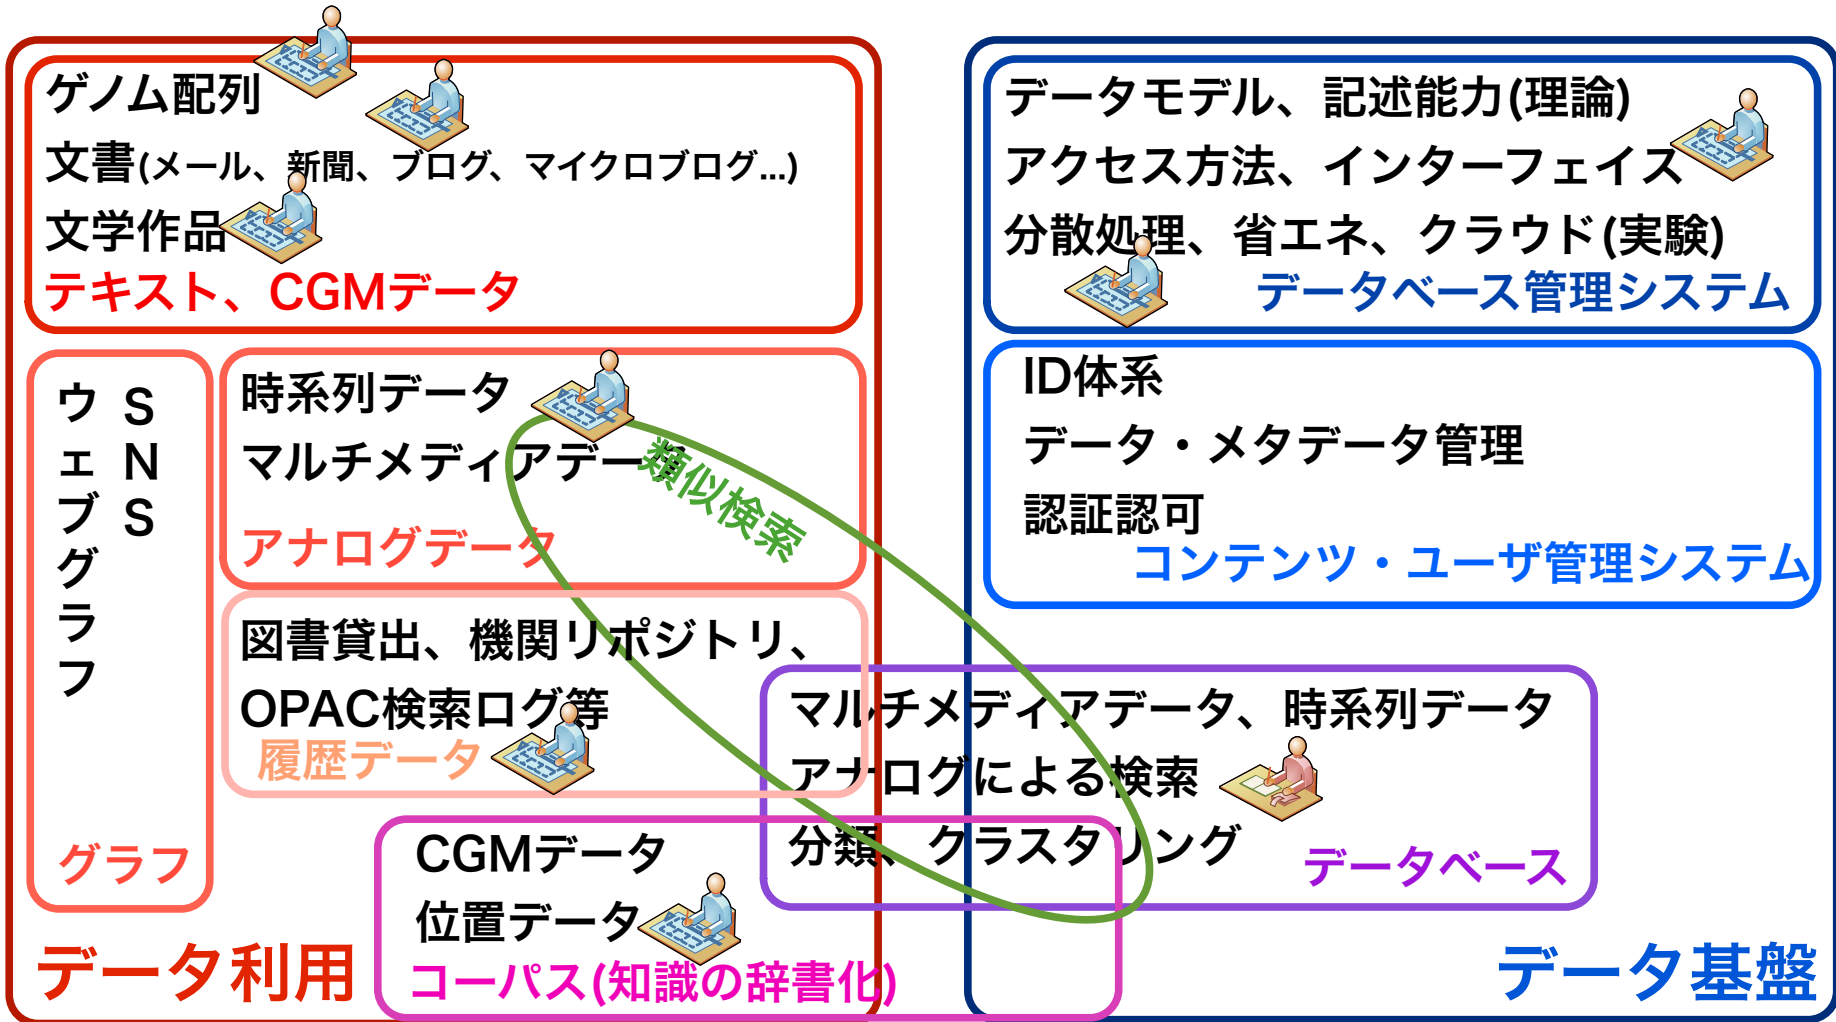 ゲノム配列
文書(メール、新聞、ブログ、マイクロブログ...)
文学作品
テキスト、CGMデータ
SNS
ウェブグラフ
グラフ
時系列データ
マルチメディアデータ
アナログデータ
類似検索
図書貸出、機関リポジトリ、
OPAC検索ログ等
履歴データ
CGMデータ
位置データ
コーパス(知識の辞書化)
データ利用
データモデル、記述能力(理論)
アクセス方法、インターフェイス
分散処理、省エネ、クラウド(実験)
データベース管理システム
ID体系
データ・メタデータ管理
認証認可
コンテンツ・ユーザ管理システム
マルチメディアデータ、時系列データ
アナログによる検索
分類、クラスタリング
データベース
データ基盤